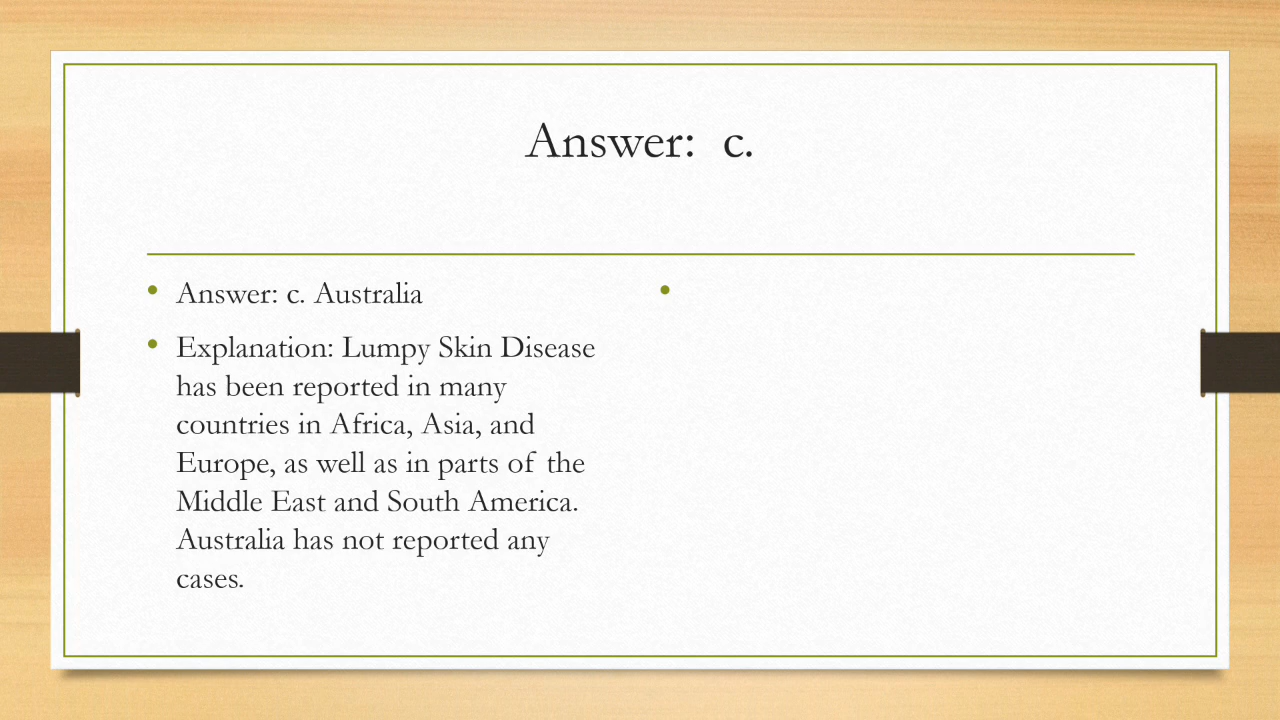 Answer:  c.
• Answer: c. Australia
• Explanation: Lumpy Skin Disease
has been reported in many
countries in Africa, Asia, and
Europe, as well as in parts of the
Middle East and South America.
Australia has not reported any
cases.
•